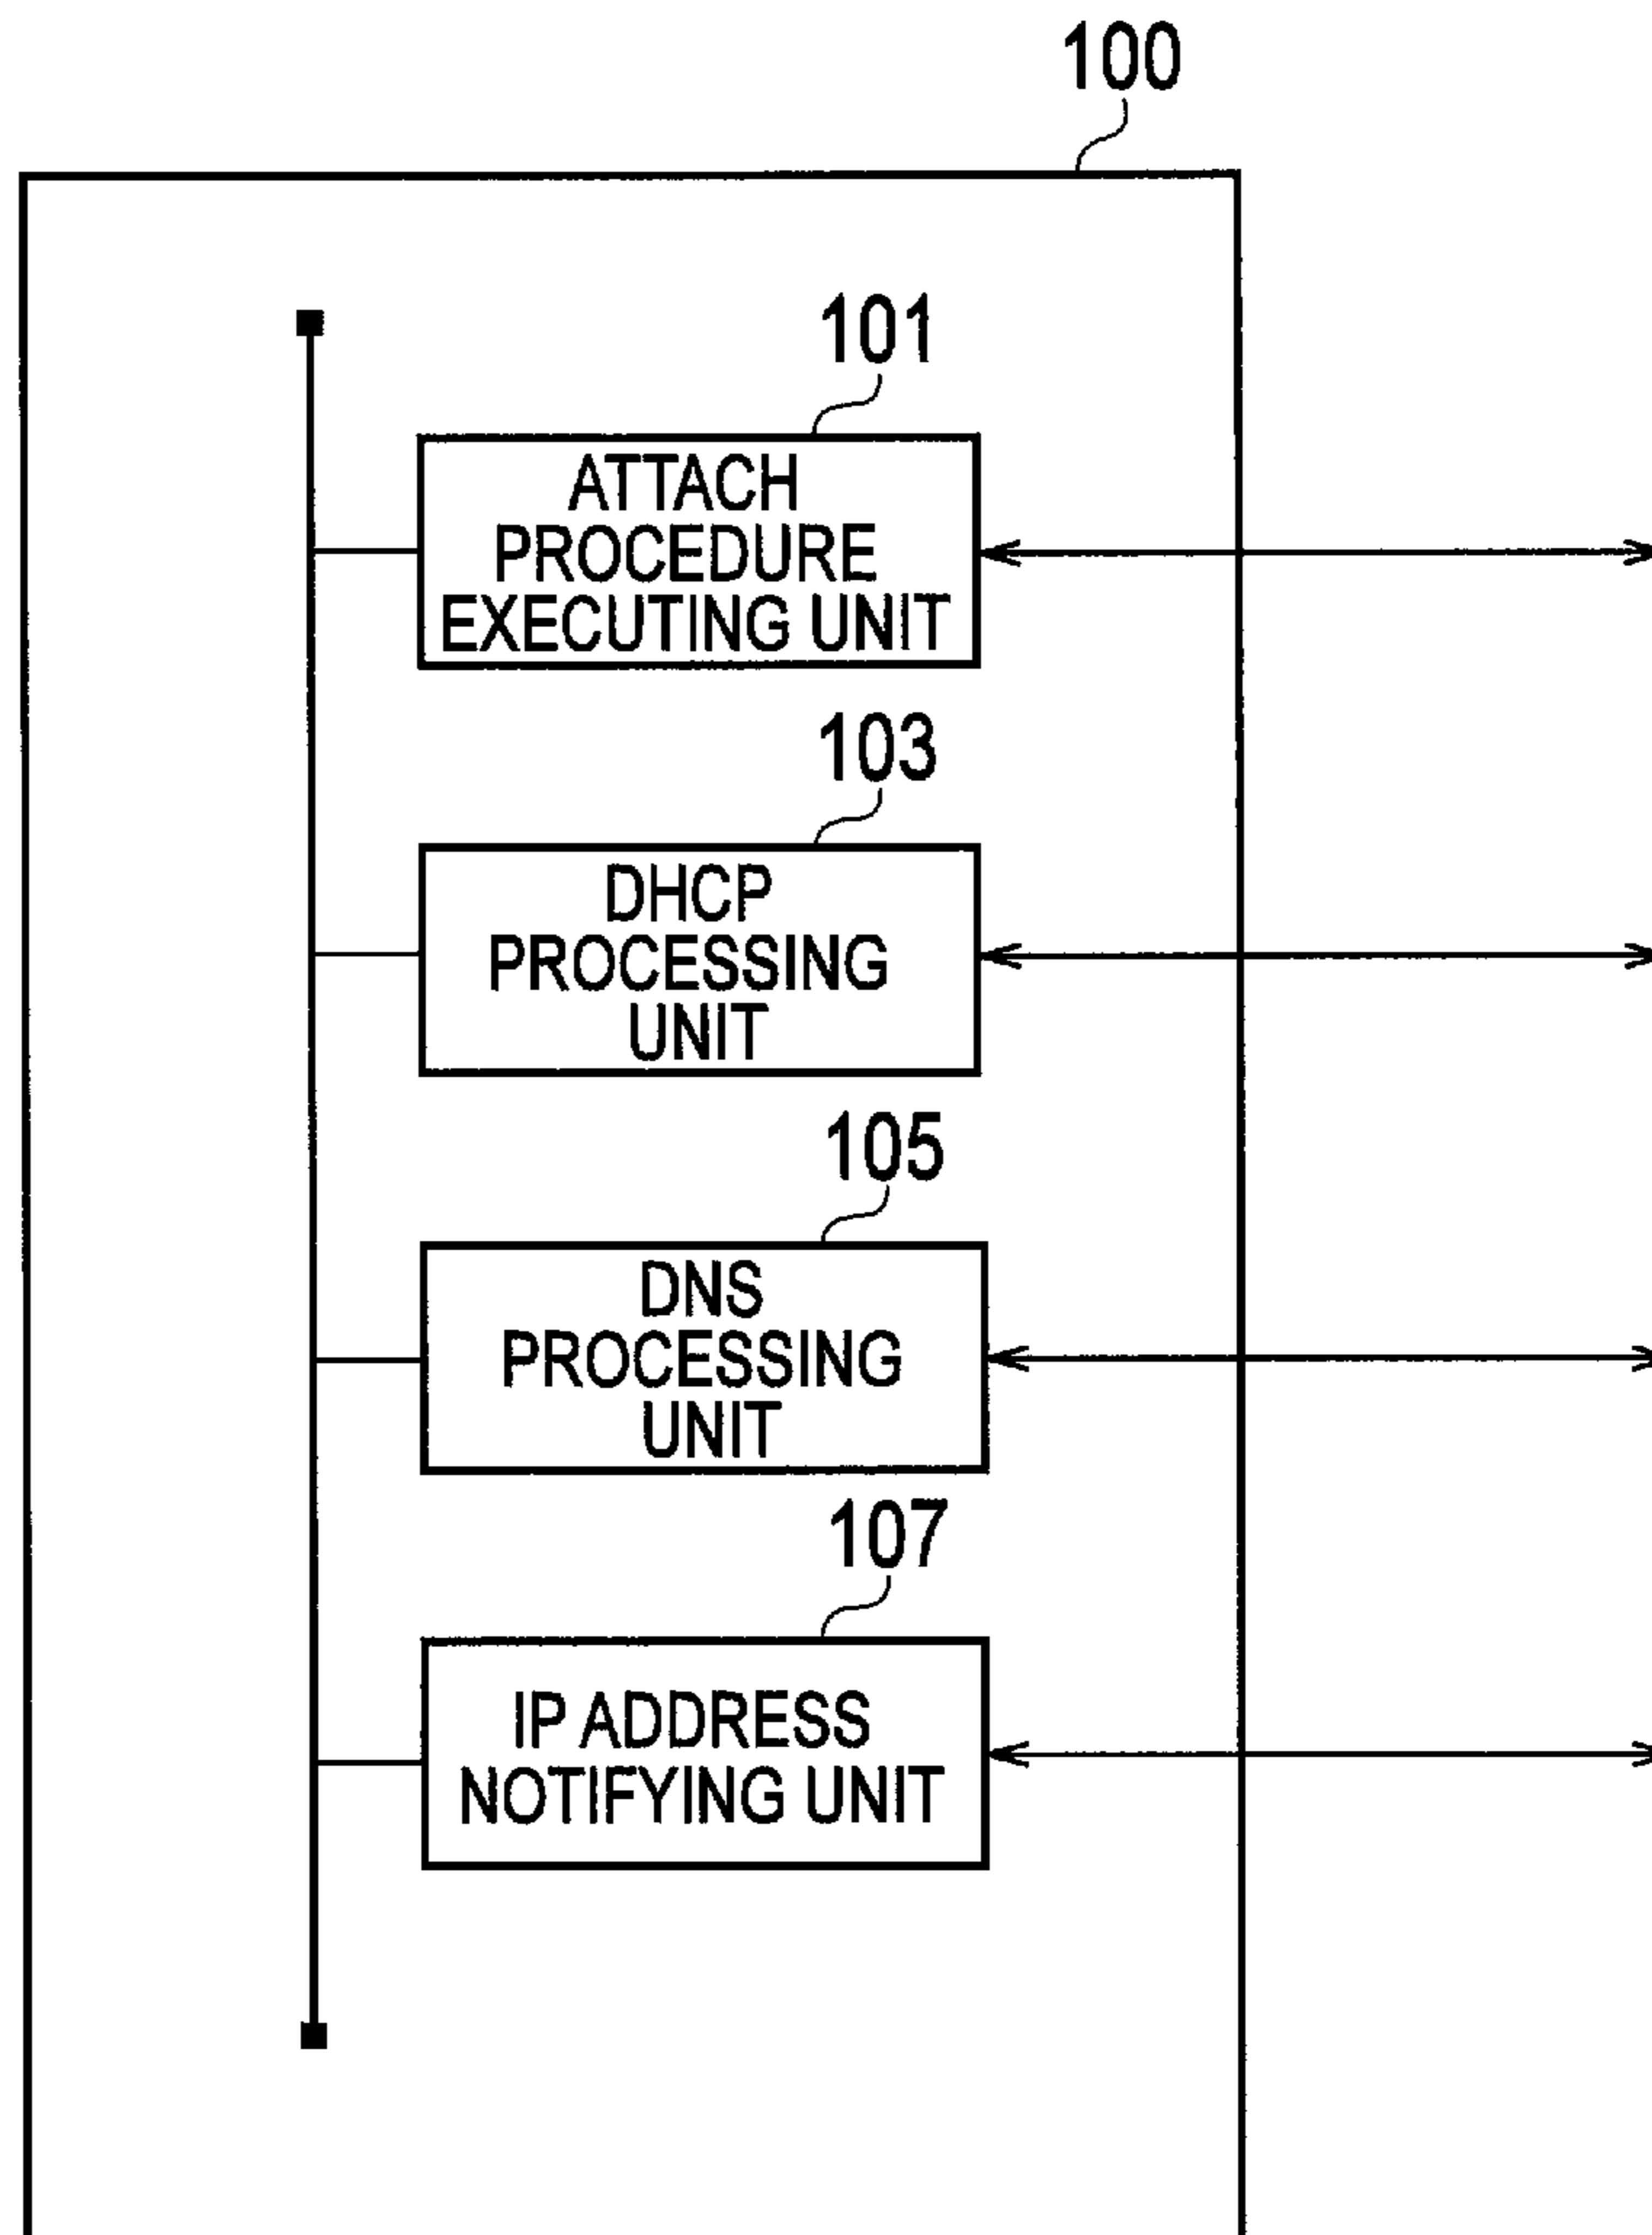 100
101
ATTACH
PROCEDURE
EXECUTING UNIT
103
DHCP
PROCESSING
UNIT
105
DNS
PROCESSING
UNIT
107
IP ADDRESS
NOTIFYING UNIT